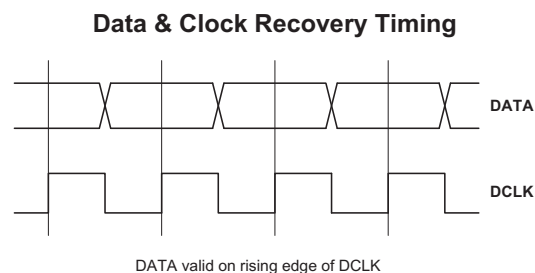 Data & Clock Recovery Timing
DATA
DCLK
DATA valid on rising edge of DCLK